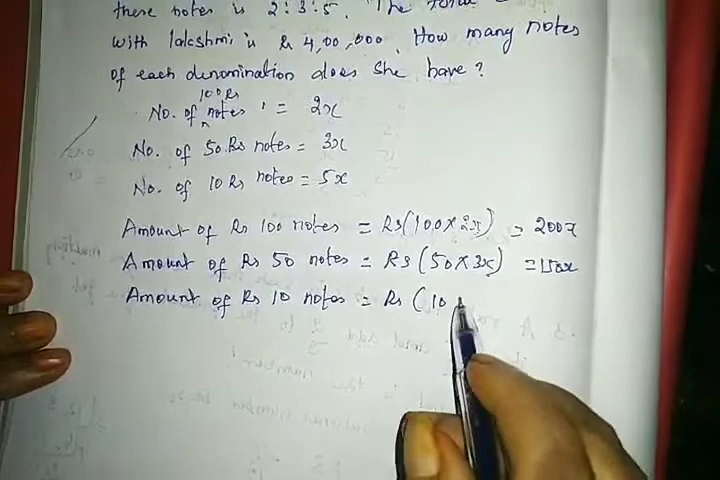 these notes is 2:3:5. The total
with lakshmi is Rs 4,00,000. How many notes
of each denomination does she have?
No. of 100Rs notes = 2x
No. of 50 Rs notes = 3x
No. of 10 Rs notes = 5x
Amount of Rs 100 notes = Rs(100×2x) = 200x
Amount of Rs 50 notes = Rs (50×3x) = 150x
Amount of Rs 10 notes = Rs (10